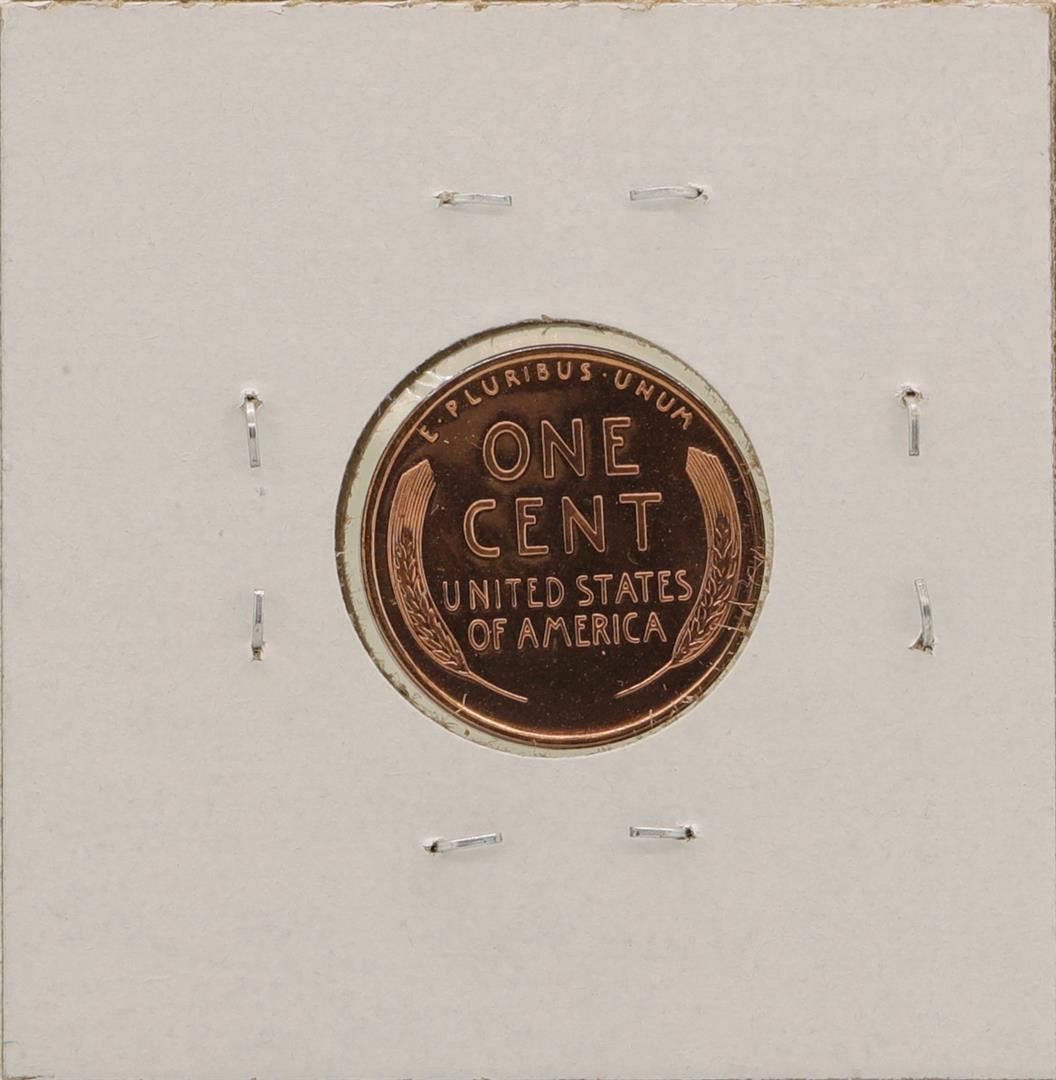 E · PLURIBUS · UNUM
ONE
CENT
UNITED STATES
OF AMERICA